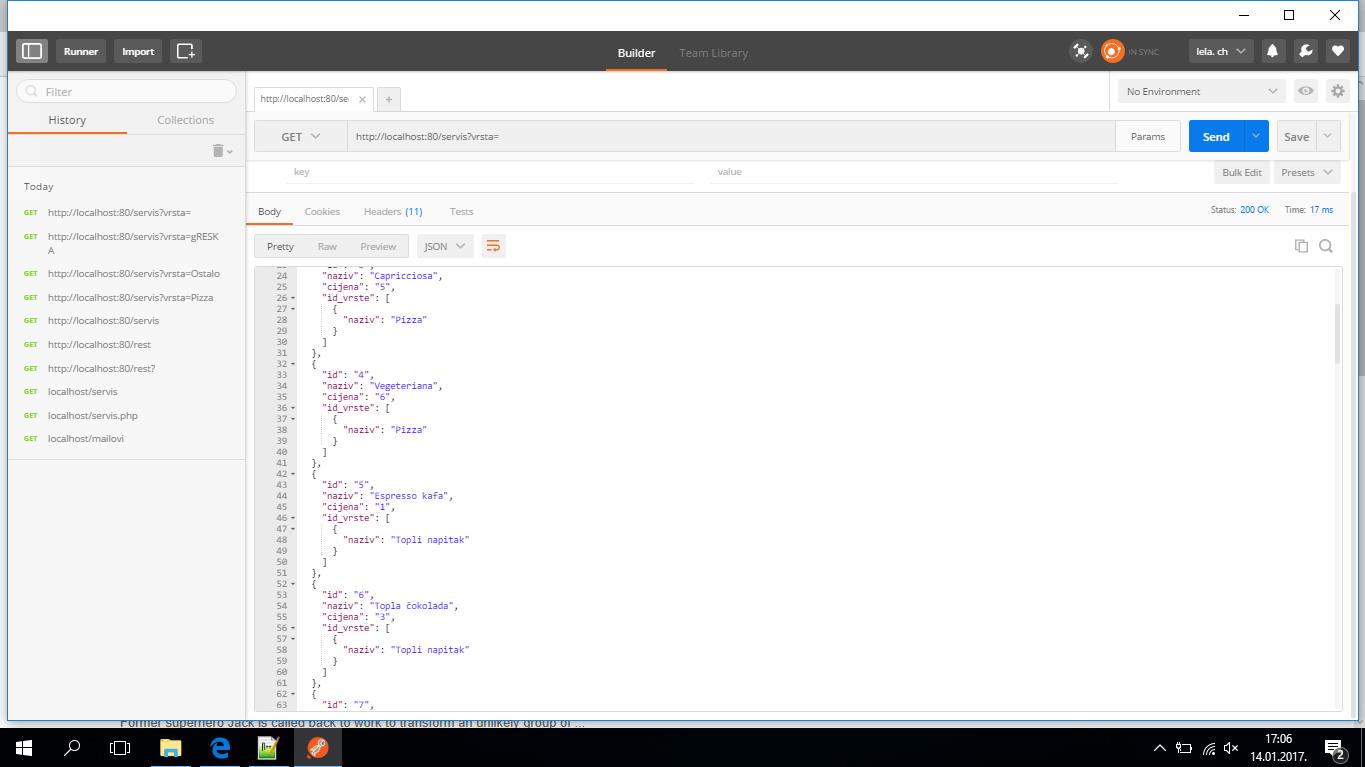 Runner
Import
Builder
Team Library
IN SYNC
lela. ch
Filter
History
Collections
Today
GET http://localhost:80/servis?vrsta=
GET http://localhost:80/servis?vrsta=gRESK
A
GET http://localhost:80/servis?vrsta=Ostalo
GET http://localhost:80/servis?vrsta=Pizza
GET http://localhost:80/servis
GET http://localhost:80/rest
GET http://localhost:80/rest?
GET localhost/servis
GET localhost/servis.php
GET localhost/mailovi
http://localhost:80/se
No Environment
GET http://localhost:80/servis?vrsta= Params Send Save
key value Bulk Edit Presets
Body Cookies Headers (11) Tests Status: 200 OK Time: 17 ms
Pretty Raw Preview JSON
24 "naziv": "Capricciosa",
25 "cijena": "5",
26 "id_vrste": [
27 {
28 "naziv": "Pizza"
29 }
30 ]
31 },
32 {
33 "id": "4",
34 "naziv": "Vegeteriana",
35 "cijena": "6",
36 "id_vrste": [
37 {
38 "naziv": "Pizza"
39 }
40 ]
41 },
42 {
43 "id": "5",
44 "naziv": "Espresso kafa",
45 "cijena": "1",
46 "id_vrste": [
47 {
48 "naziv": "Topli napitak"
49 }
50 ]
51 },
52 {
53 "id": "6",
54 "naziv": "Topla čokolada",
55 "cijena": "3",
56 "id_vrste": [
57 {
58 "naziv": "Topli napitak"
59 }
60 ]
61 },
62 {
63 "id": "7",
Former superhero Jack is called back to work to transform an unlikely group of ...
17:06
14.01.2017.
2